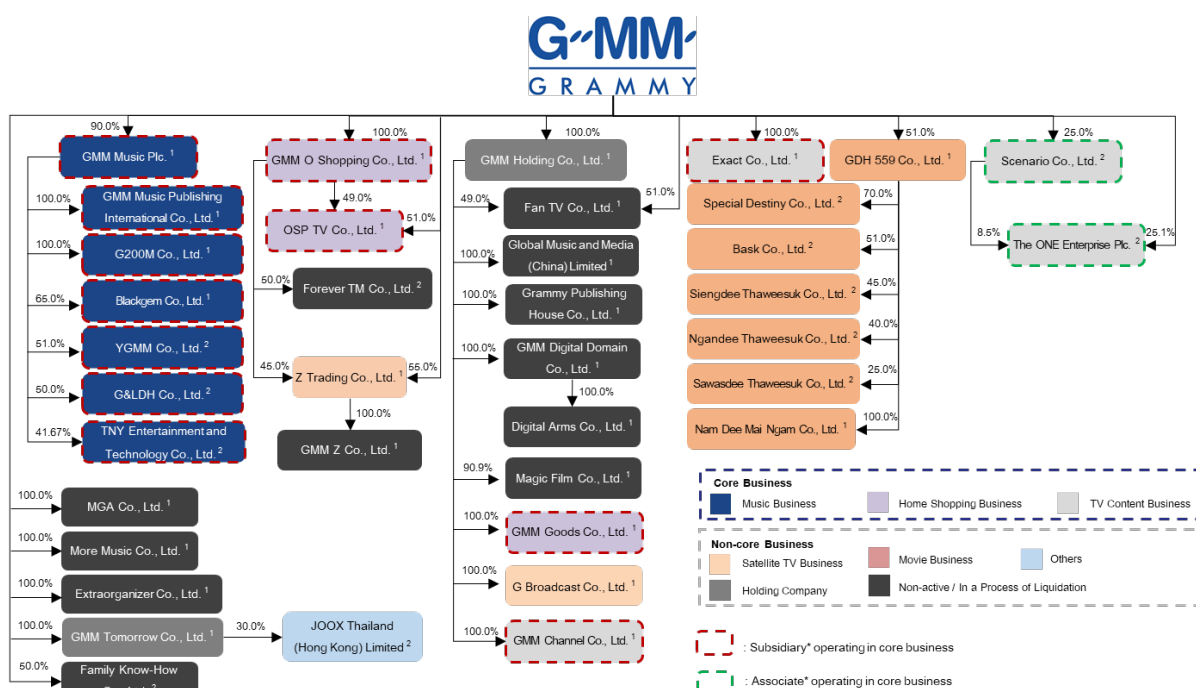 G-MM-
GRAMMY
90.0%
100.0%
100.0%
100.0%
51.0%
25.0%
GMM Music Plc. 1
GMM O Shopping Co., Ltd. 1
GMM Holding Co., Ltd. 1
Exact Co., Ltd. 1
GDH 559 Co., Ltd. 1
Scenario Co., Ltd. 2
100.0%
GMM Music Publishing
International Co., Ltd. 1
100.0%
G200M Co., Ltd. 1
65.0%
Blackgem Co., Ltd. 1
51.0%
YGMM Co., Ltd. 2
50.0%
G&LDH Co., Ltd. 2
41.67%
TNY Entertainment and
Technology Co., Ltd. 2
49.0%
51.0%
OSP TV Co., Ltd. 1
50.0%
Forever TM Co., Ltd. 2
45.0%
Z Trading Co., Ltd. 1
55.0%
100.0%
GMM Z Co., Ltd. 1
49.0%
Fan TV Co., Ltd. 1
51.0%
100.0%
Global Music and Media
(China) Limited 1
100.0%
Grammy Publishing
House Co., Ltd. 1
100.0%
GMM Digital Domain
Co., Ltd. 1
100.0%
Digital Arms Co., Ltd. 1
90.9%
Magic Film Co., Ltd. 1
100.0%
GMM Goods Co., Ltd. 1
100.0%
G Broadcast Co., Ltd. 1
100.0%
GMM Channel Co., Ltd. 1
70.0%
Special Destiny Co., Ltd. 2
51.0%
Bask Co., Ltd. 2
45.0%
Siengdee Thaweesuk Co., Ltd. 2
40.0%
Ngandee Thaweesuk Co., Ltd. 2
25.0%
Sawasdee Thaweesuk Co., Ltd. 2
100.0%
Nam Dee Mai Ngam Co., Ltd. 1
8.5%
The ONE Enterprise Plc. 2
25.1%
100.0%
MGA Co., Ltd. 1
100.0%
More Music Co., Ltd. 1
100.0%
Extraorganizer Co., Ltd. 1
100.0%
GMM Tomorrow Co., Ltd. 1
30.0%
JOOX Thailand
(Hong Kong) Limited 2
50.0%
Family Know-How
Core Business
Music Business
Home Shopping Business
TV Content Business
Non-core Business
Satellite TV Business
Movie Business
Others
Holding Company
Non-active / In a Process of Liquidation
: Subsidiary* operating in core business
: Associate* operating in core business